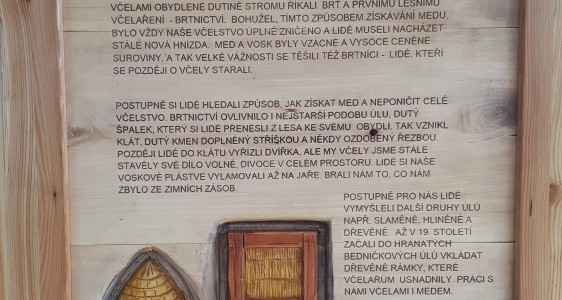 VČELAMI OBYDLENÉ DUTINĚ STROMU ŘÍKALI BRŤ A PRVNÍMU LESNÍMU
VČELAŘENÍ - BRTNICTVÍ. BOHUŽEL, TÍMTO ZPŮSOBEM ZÍSKÁVÁNÍ MEDU,
BYLO VŽDY NAŠE VČELSTVO ÚPLNĚ ZNIČENO A LIDÉ MUSELI NACHÁZET
STÁLE NOVÁ HNÍZDA. MED A VOSK BYLY VZÁCNÉ A VYSOCE CENĚNÉ
SUROVINY, A TAK VELKÉ VÁŽNOSTI SE TĚŠILI TÉŽ BRTNÍCI - LIDÉ, KTEŘÍ
SE POZDĚJI O VČELY STARALI.
POSTUPNĚ SI LIDÉ HLEDALI ZPŮSOB, JAK ZÍSKAT MED A NEPONIČIT CELÉ
VČELSTVO. BRTNICTVÍ OVLIVNILO I NEJSTARŠÍ PODOBU ÚLU, DUTÝ
ŠPALEK, KTERÝ SI LIDÉ PŘENESLI Z LESA KE SVÉMU OBYDLÍ. TAK VZNIKL
KLÁT, DUTÝ KMEN DOPLNĚNÝ STŘÍŠKOU A NĚKDY OZDOBENÝ ŘEZBOU.
POZDĚJI LIDÉ DO KLÁTU VYŘÍZLI DVÍŘKA, ALE MY VČELY JSME STÁLE
STAVĚLY SVÉ DÍLO VOLNĚ, DIVOCE V CELÉM PROSTORU. LIDÉ SI NAŠE
VOSKOVÉ PLÁSTVE VYLAMOVALI AŽ NA JAŘE. BRALI NÁM TO, CO NÁM
ZBYLO ZE ZIMNÍCH ZÁSOB.
POSTUPNĚ PRO NÁS LIDÉ
VYMÝŠLELI DALŠÍ DRUHY ÚLŮ
NAPŘ. SLAMĚNÉ, HLINĚNÉ A
DŘEVĚNÉ. AŽ V 19. STOLETÍ
ZAČALI DO HRANATÝCH
BEDNIČKOVÝCH ÚLŮ VKLÁDAT
DŘEVĚNÉ RÁMKY, KTERÉ
VČELAŘŮM USNADNILY PRÁCI S
NÁMI VČELAMI I MEDEM.